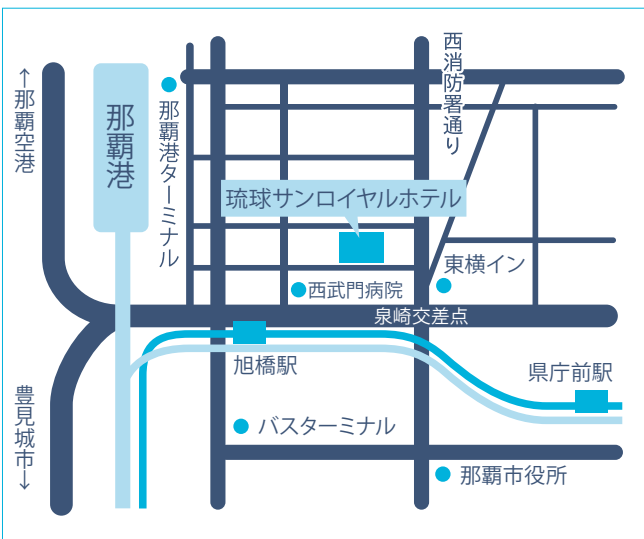 西消防署通り
↑那覇空港
那覇港
那覇港ターミナル
琉球サンロイヤルホテル
東横イン
西武門病院
泉崎交差点
旭橋駅
県庁前駅
豊見城市↓
バスターミナル
那覇市役所